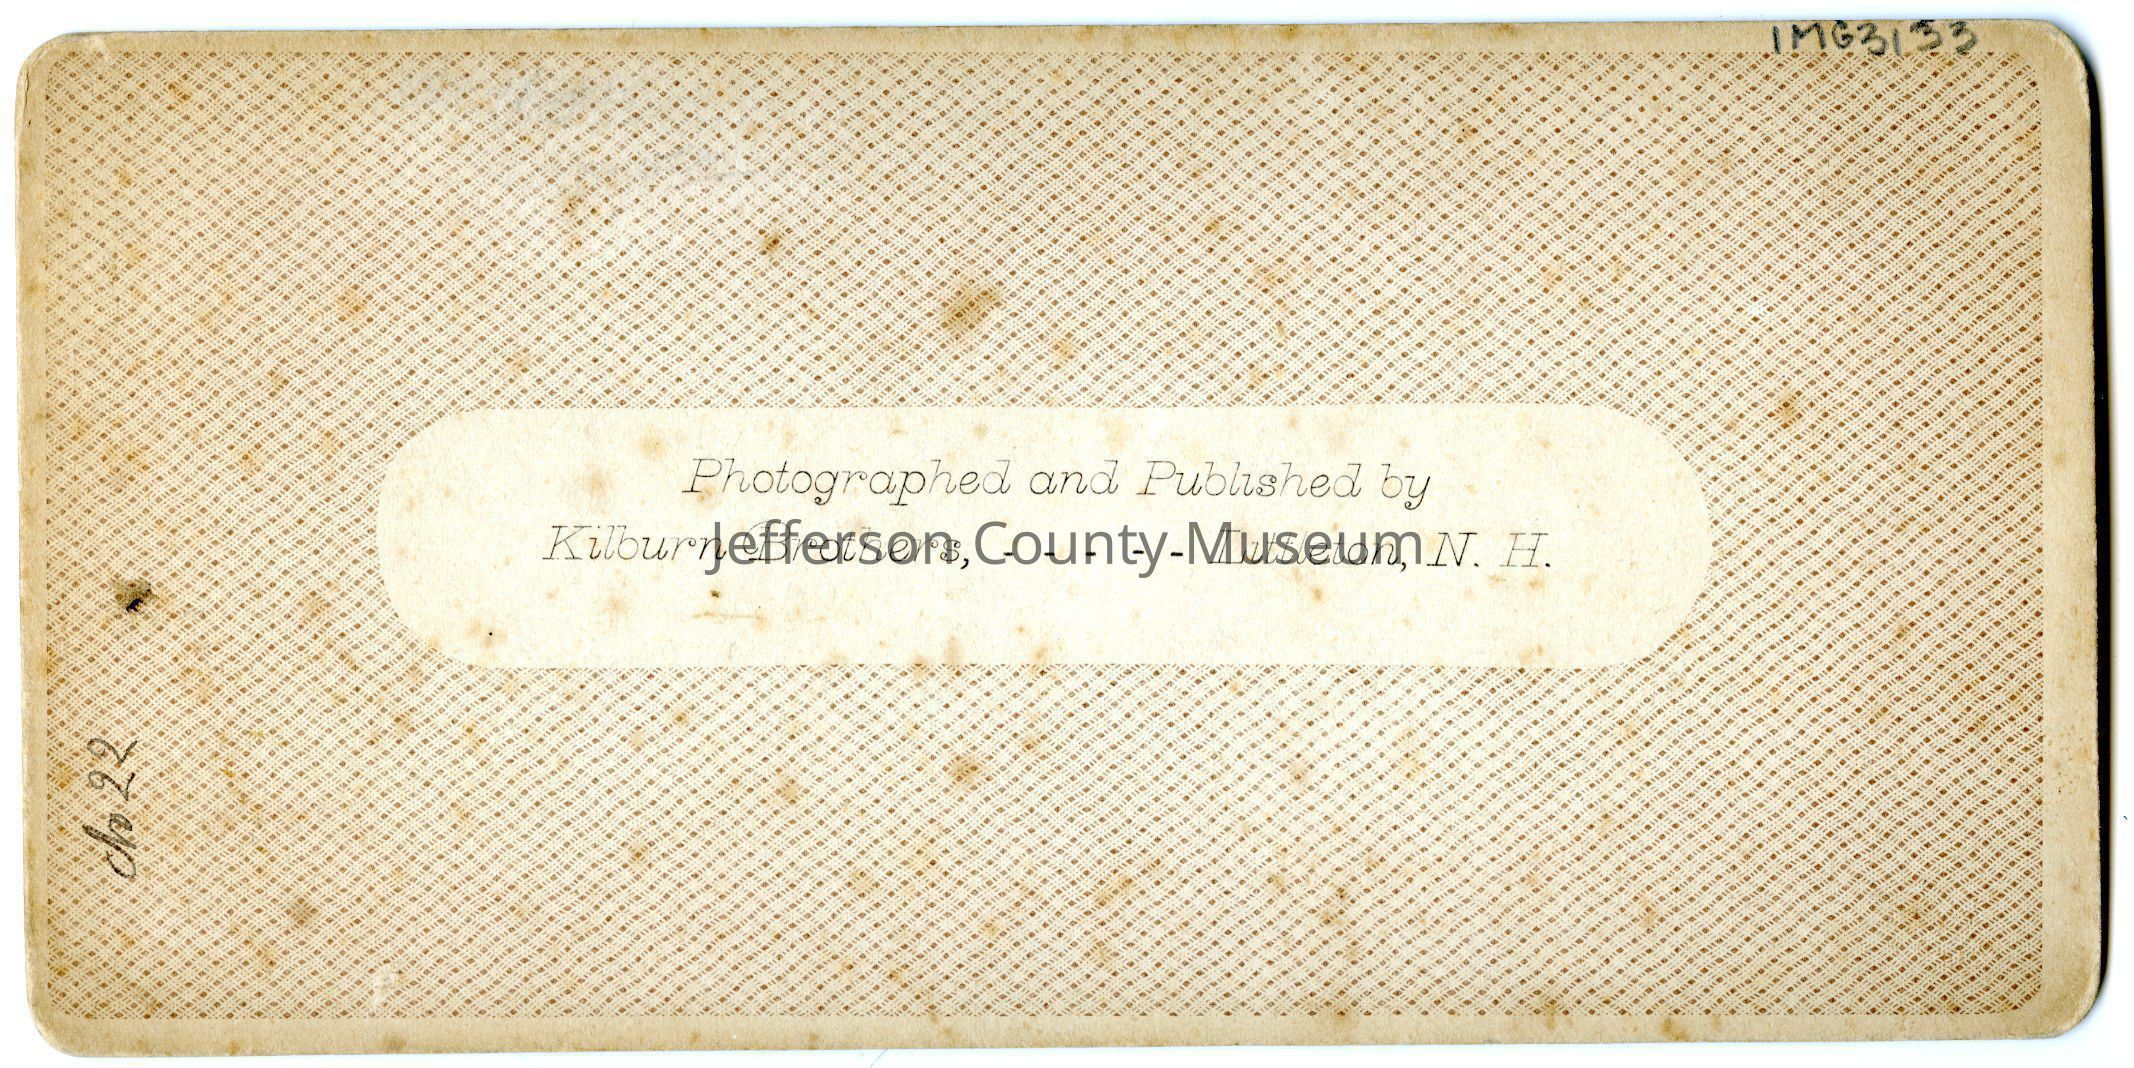 IMG3133
Photographed and Published by
Kilburn Brothers, - - - - - Littleton, N. H.
Jefferson County Museum
No 22